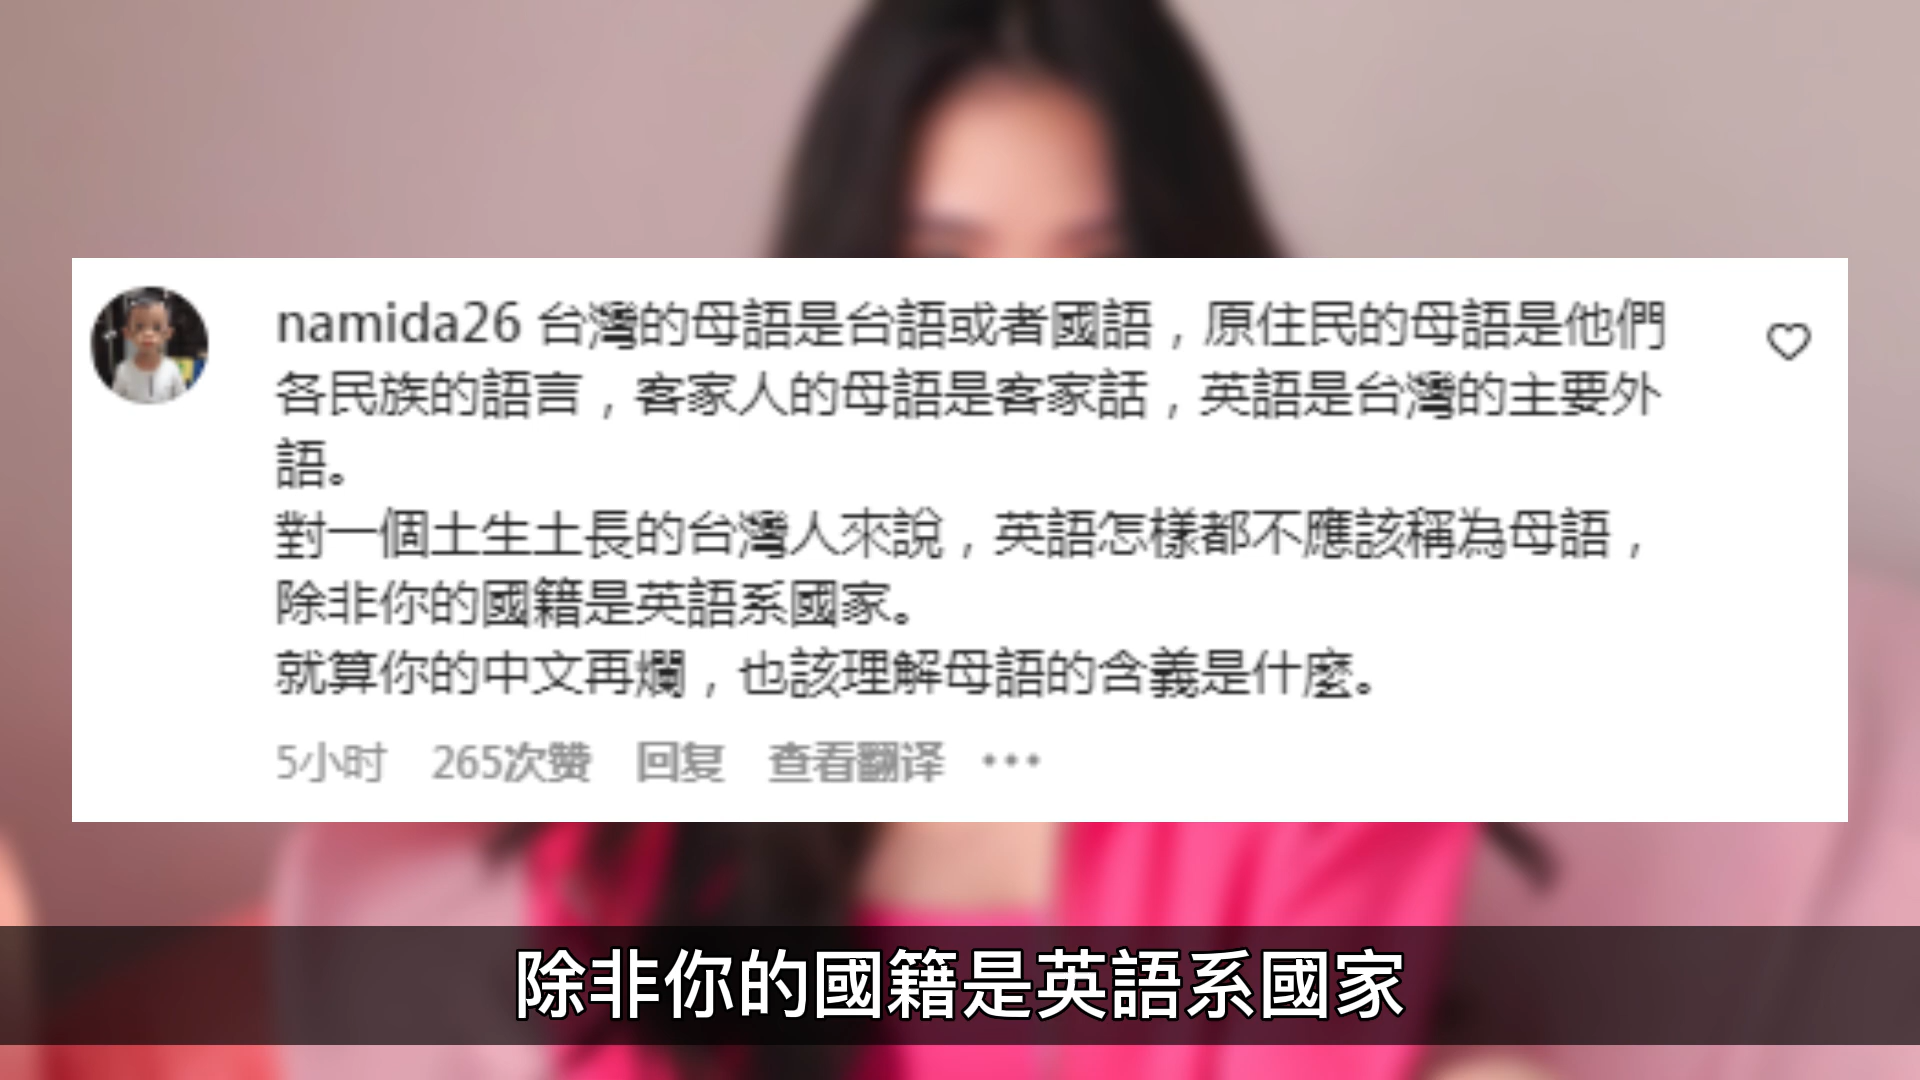 namida26 台灣的母語是台語或者國語，原住民的母語是他們
各民族的語言，客家人的母語是客家話，英語是台灣的主要外
語。
對一個土生土長的台灣人來說，英語怎樣都不應該稱為母語，
除非你的國籍是英語系國家。
就算你的中文再爛，也該理解母語的含義是什麼。
5小时 265次赞 回复 查看翻译 •••
除非你的國籍是英語系國家